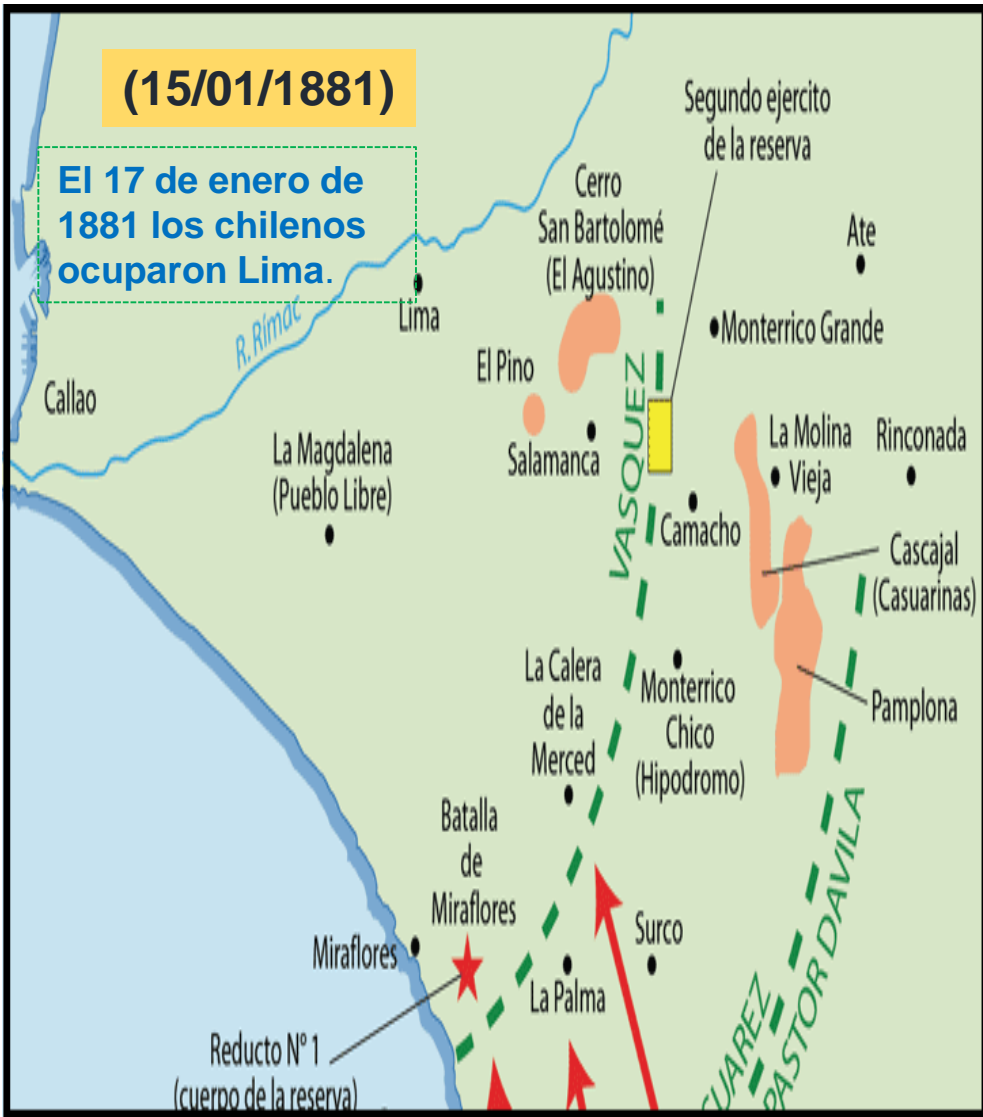 (15/01/1881)
El 17 de enero de
1881 los chilenos
ocuparon Lima.
Segundo ejercito
de la reserva
Cerro
San Bartolomé
(El Agustino)
Ate
Lima
R. Rímac
Monterrico Grande
El Pino
Callao
VASQUEZ
La Magdalena
(Pueblo Libre)
Salamanca
La Molina
Vieja
Rinconada
Camacho
Cascajal
(Casuarinas)
La Calera
de la
Merced
Monterrico
Chico
(Hipodromo)
Pamplona
Batalla
de
Miraflores
Miraflores
Surco
La Palma
Reducto N° 1
(cuerpo de la reserva)
CUAREZ
PASTOR DAVILA